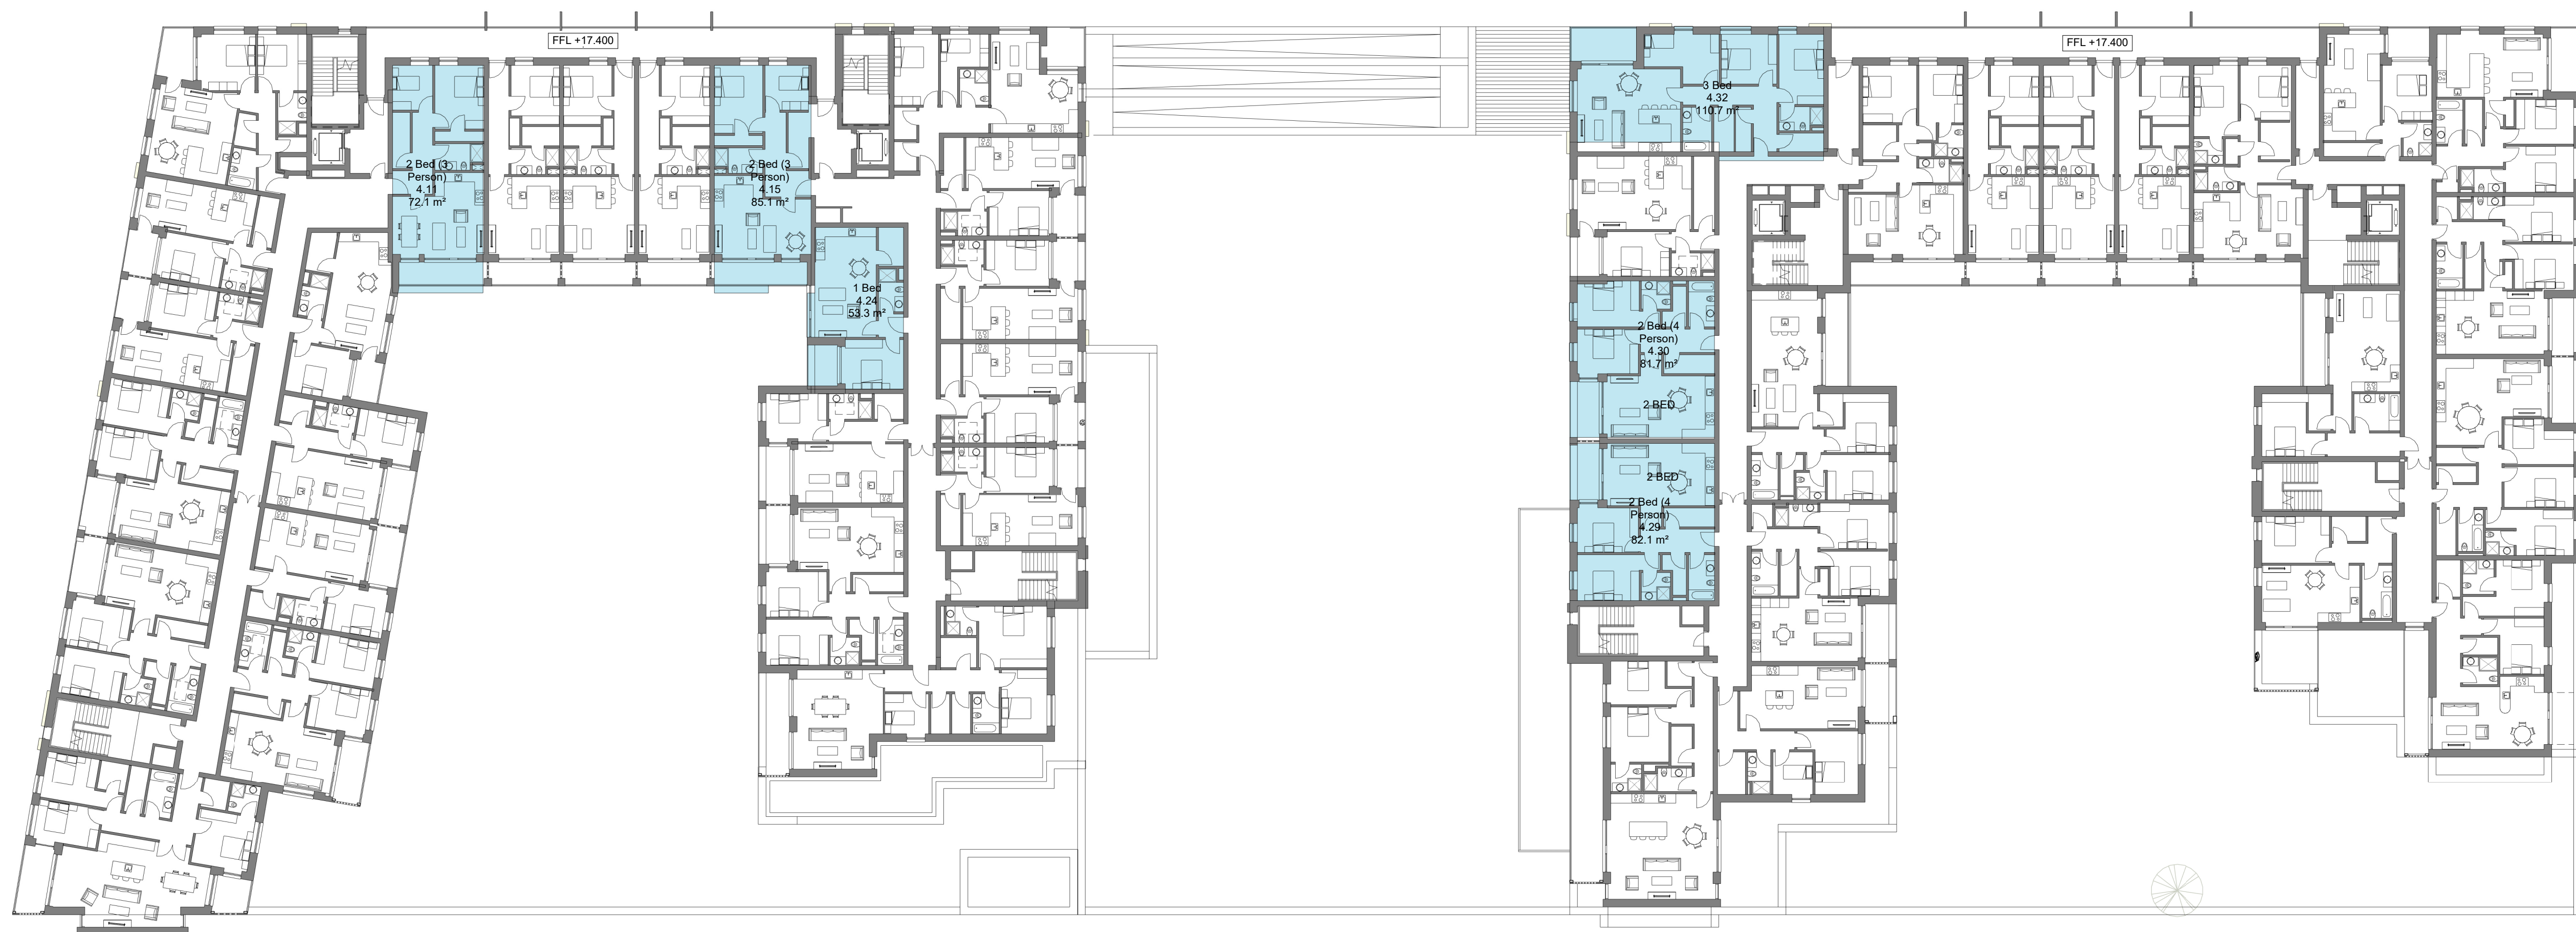 FFL +17.400
FFL +17.400
2 Bed (3
Person)
4.11
72.1 m²
2 Bed (3
Person)
4.15
85.1 m²
1 Bed
4.24
53.3 m²
3 Bed
4.32
110.7 m²
2 Bed (4
Person)
4.30
81.7 m²
2 BED
2 BED
2 Bed (4
Person)
4.29
82.1 m²